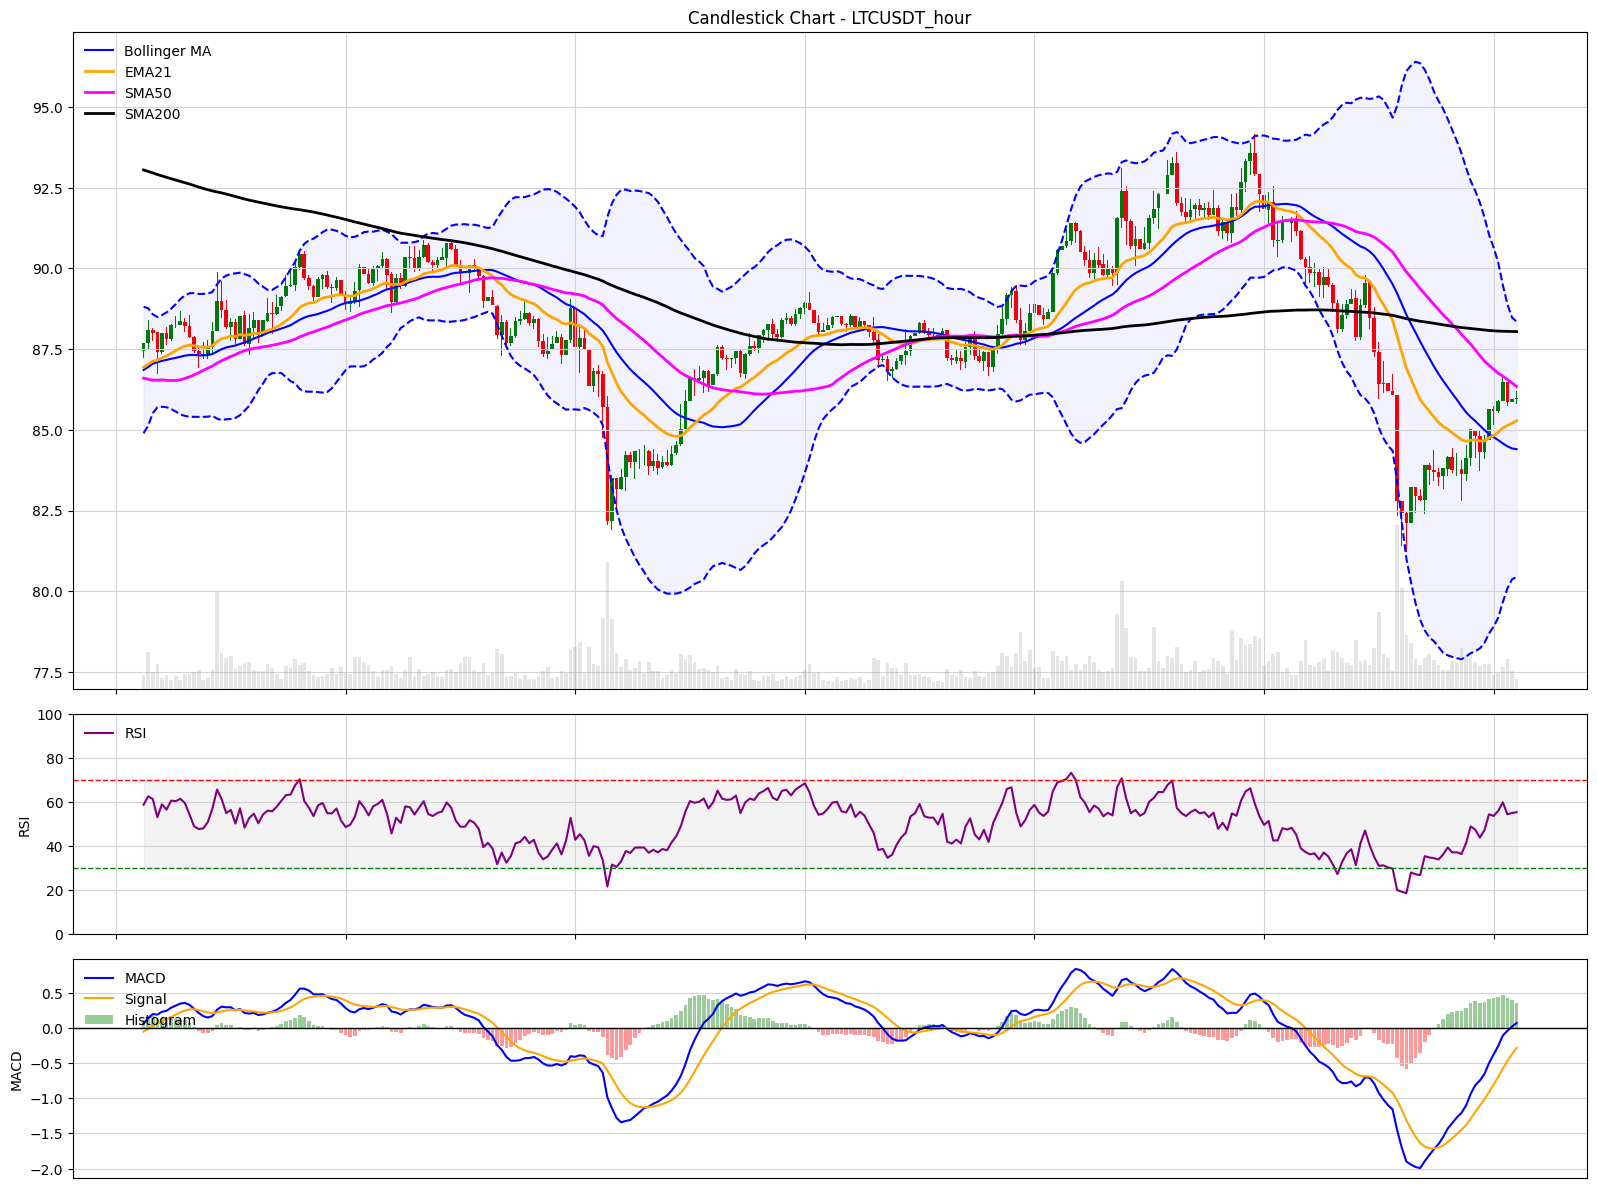 Candlestick Chart - LTCUSDT_hour
Bollinger MA
EMA21
SMA50
SMA200
95.0
92.5
90.0
87.5
85.0
82.5
80.0
77.5
RSI
100
80
60
40
20
0
RSI
MACD
Signal
Histogram
0.5
0.0
−0.5
−1.0
−1.5
−2.0
MACD